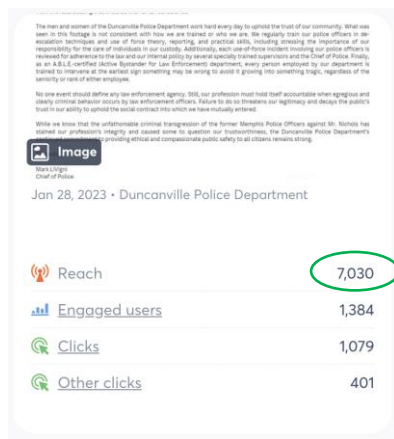 The men and women of the Duncanville Police Department work hard every day to uphold the trust of our community. What was
seen in this footage is not consistent with how we are trained or who we are. We regularly train our police officers in de-
escalation techniques and use of force theory, reporting, and practical skills, including stressing the importance of our
responsibility for the care of individuals in our custody. Additionally, each use-of-force incident involving our police officers is
reviewed for adherence to the law and our internal policy by several specialty trained supervisors and the Chief of Police. Finally,
as an A.B.L.E.-certified (Active Bystander for Law Enforcement) department, every person employed by our department is
trained to intervene at the earliest sign something may be wrong to avoid it growing into something tragic, regardless of the
seniority or rank of either employee.
No one event should define any law enforcement agency. Still, our profession must hold itself accountable when egregious and
clearly criminal behavior occurs by law enforcement officers. Failure to do so threatens our legitimacy and decays the public's
trust in our ability to uphold the social contract into which we have mutually entered.
While we know that the unfathomable criminal transgression of the former Memphis Police Officers against Mr. Nichols has
stained our profession's integrity and caused some to question our trustworthiness, the Duncanville Police Department's
to providing ethical and compassionate public safety to all citizens remains strong.
Image
Mark LiVigni
Chief of Police
Jan 28, 2023 • Duncanville Police Department
Reach 7,030
Engaged users 1,384
Clicks 1,079
Other clicks 401